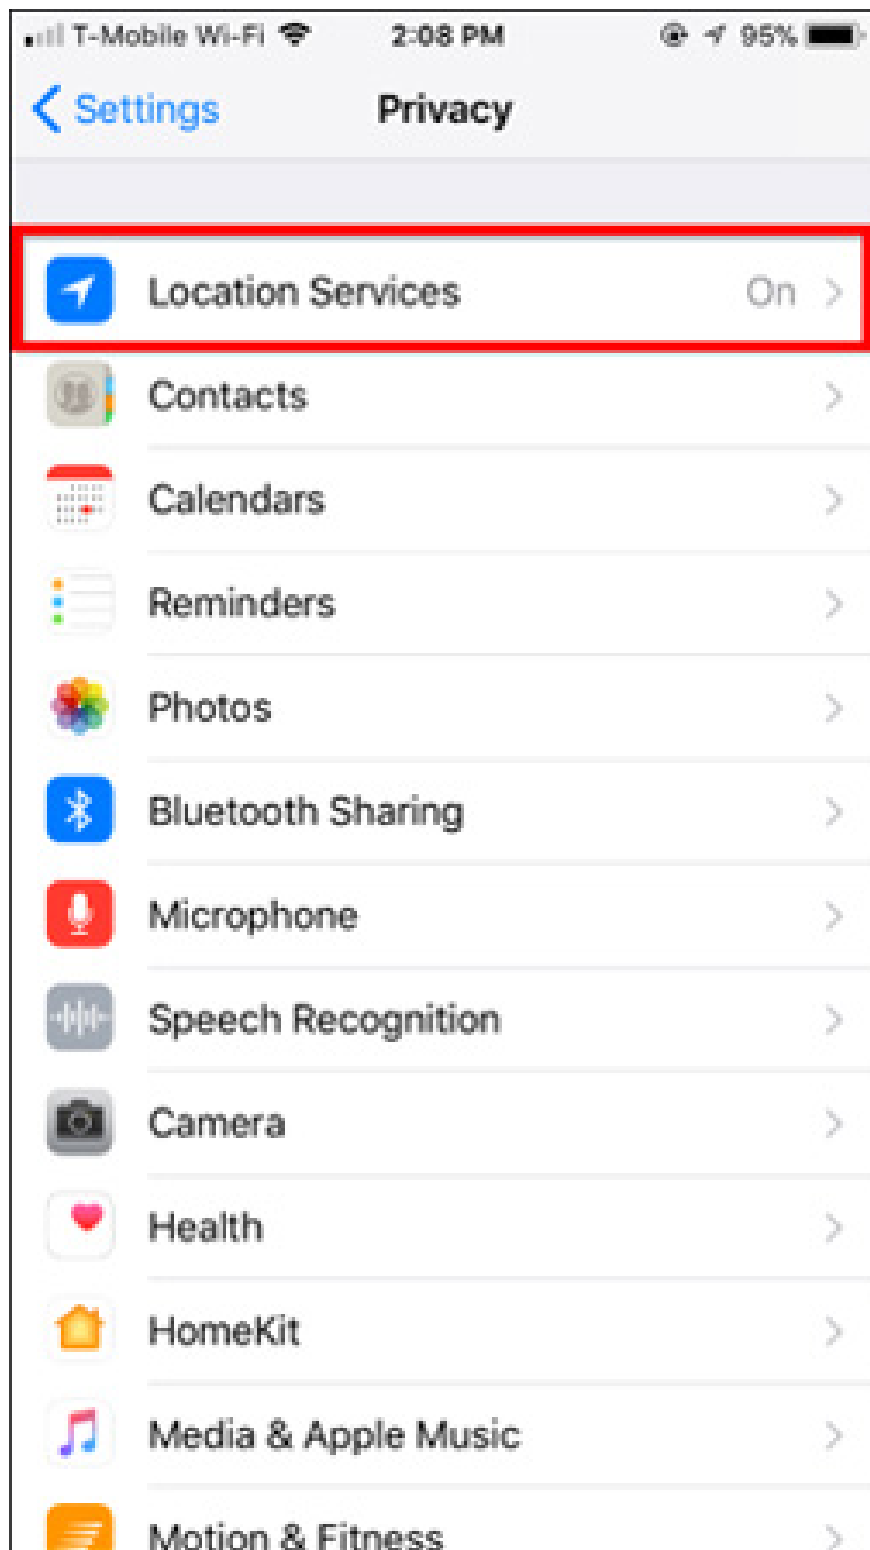 T-Mobile Wi-Fi 2:08 PM 95%
Settings Privacy
Location Services On
Contacts
Calendars
Reminders
Photos
Bluetooth Sharing
Microphone
Speech Recognition
Camera
Health
HomeKit
Media & Apple Music
Motion & Fitness